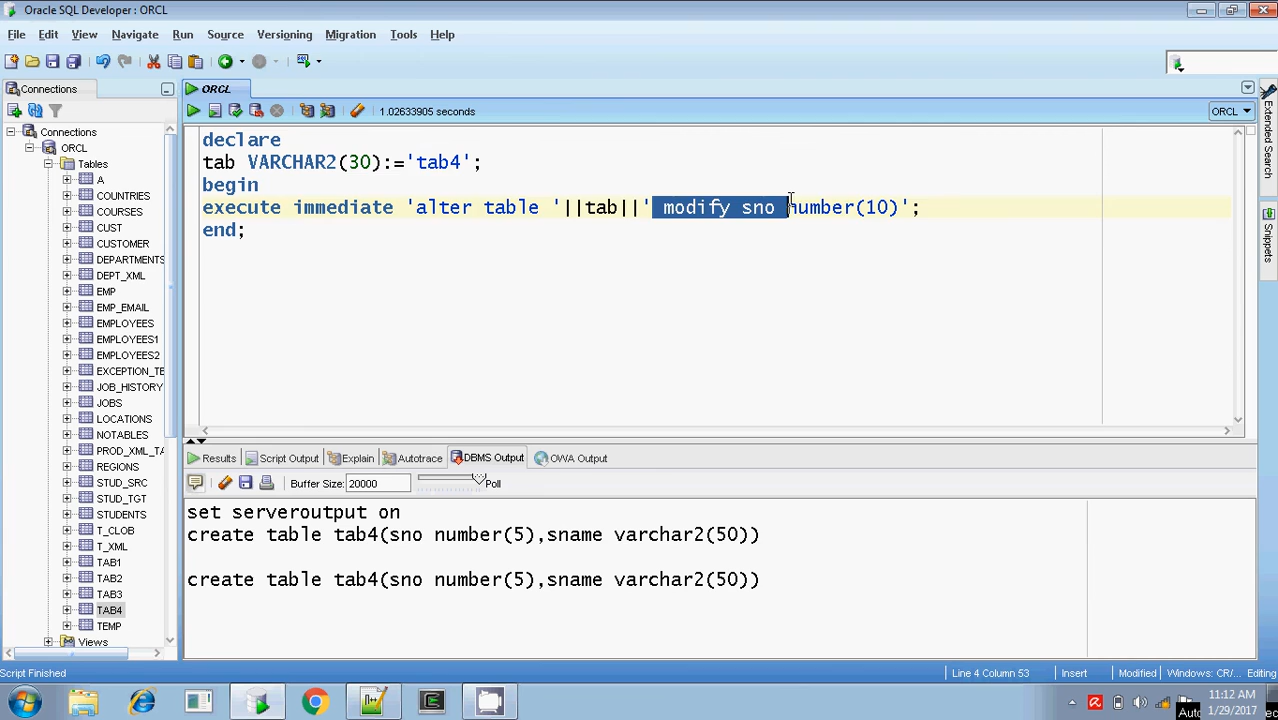 Oracle SQL Developer : ORCL
File Edit View Navigate Run Source Versioning Migration Tools Help
Connections
ORCL
1.02633905 seconds
ORCL
Connections
ORCL
Tables
A
COUNTRIES
COURSES
CUST
CUSTOMER
DEPARTMENTS
DEPT_XML
EMP
EMP_EMAIL
EMPLOYEES
EMPLOYEES1
EMPLOYEES2
EXCEPTION_TE
JOB_HISTORY
JOBS
LOCATIONS
NOTABLES
PROD_XML_TA
REGIONS
STUD_SRC
STUD_TGT
STUDENTS
T_CLOB
T_XML
TAB1
TAB2
TAB3
TAB4
TEMP
Views
declare
tab VARCHAR2(30):='tab4';
begin
execute immediate 'alter table '||tab||' modify sno number(10)';
end;
Extended Search
Snippets
Results Script Output Explain Autotrace DBMS Output OWA Output
Buffer Size: 20000 Poll
set serveroutput on
create table tab4(sno number(5),sname varchar2(50))
create table tab4(sno number(5),sname varchar2(50))
Script Finished Line 4 Column 53 Insert Modified Windows: CR/... Editing
11:12 AM
1/29/2017